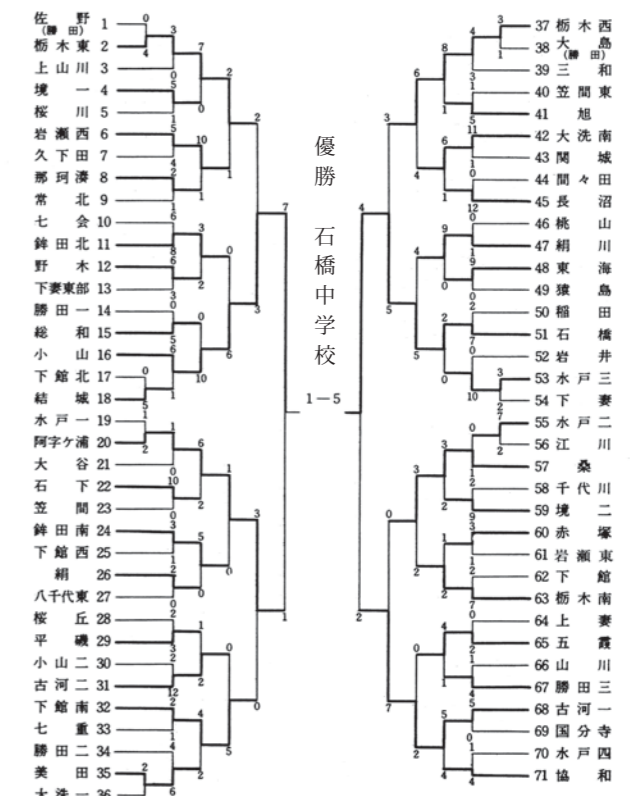 佐野 1
(勝田)
栃木東 2
上山川 3
境一 4
桜川 5
岩瀬西 6
久下田 7
那珂湊 8
常北 9
七会 10
鉾田北 11
野木 12
下妻東部 13
勝田一 14
総和 15
小山 16
下館北 17
結城 18
水戸一 19
阿字ケ浦 20
大谷 21
石下 22
笠間 23
鉾田南 24
下館西 25
絹 26
八千代東 27
桜丘 28
平磯 29
小山二 30
古河二 31
下館南 32
七重 33
勝田二 34
美田 35
大洗一 36
優勝 石橋中学校
1-5
37 栃木西
38 大島
(勝田)
39 三和
40 笠間東
41 旭
42 大洗南
43 関城
44 間々田
45 長沼
46 桃山
47 絹川
48 東海
49 猿島
50 稲田
51 石橋
52 岩井
53 水戸三
54 下妻
55 水戸二
56 江川
57 桑
58 千代川
59 境二
60 赤塚
61 岩瀬東
62 下館
63 栃木南
64 上妻
65 五霞
66 山川
67 勝田三
68 古河一
69 国分寺
70 水戸四
71 協和